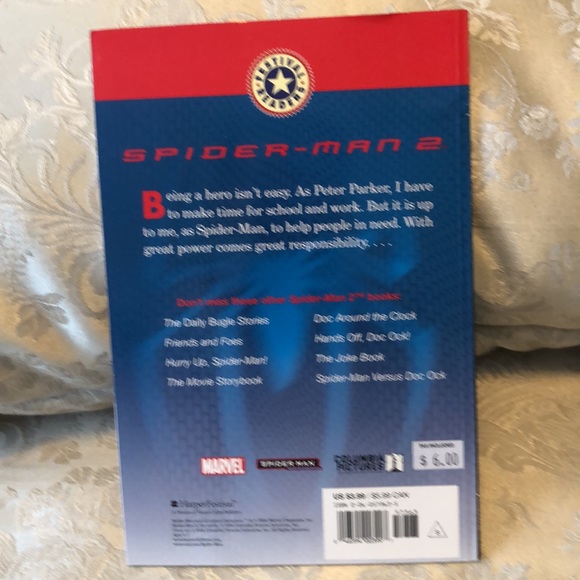 FESTIVAL READERS
SPIDER-MAN 2
Being a hero isn't easy. As Peter Parker, I have
to make time for school and work. But it is up
to me, as Spider-Man, to help people in need. With
great power comes great responsibility. . . .
Don't miss these other Spider-Man 2™ books:
The Daily Bugle Stories
Friends and Foes
Hurry Up, Spider-Man!
The Movie Storybook
Doc Around the Clock
Hands Off, Doc Ock!
The Joke Book
Spider-Man Versus Doc Ock
MARVEL
SPIDER-MAN
COLUMBIA
PICTURES
$ 6.00
HarperFestival
US $3.99